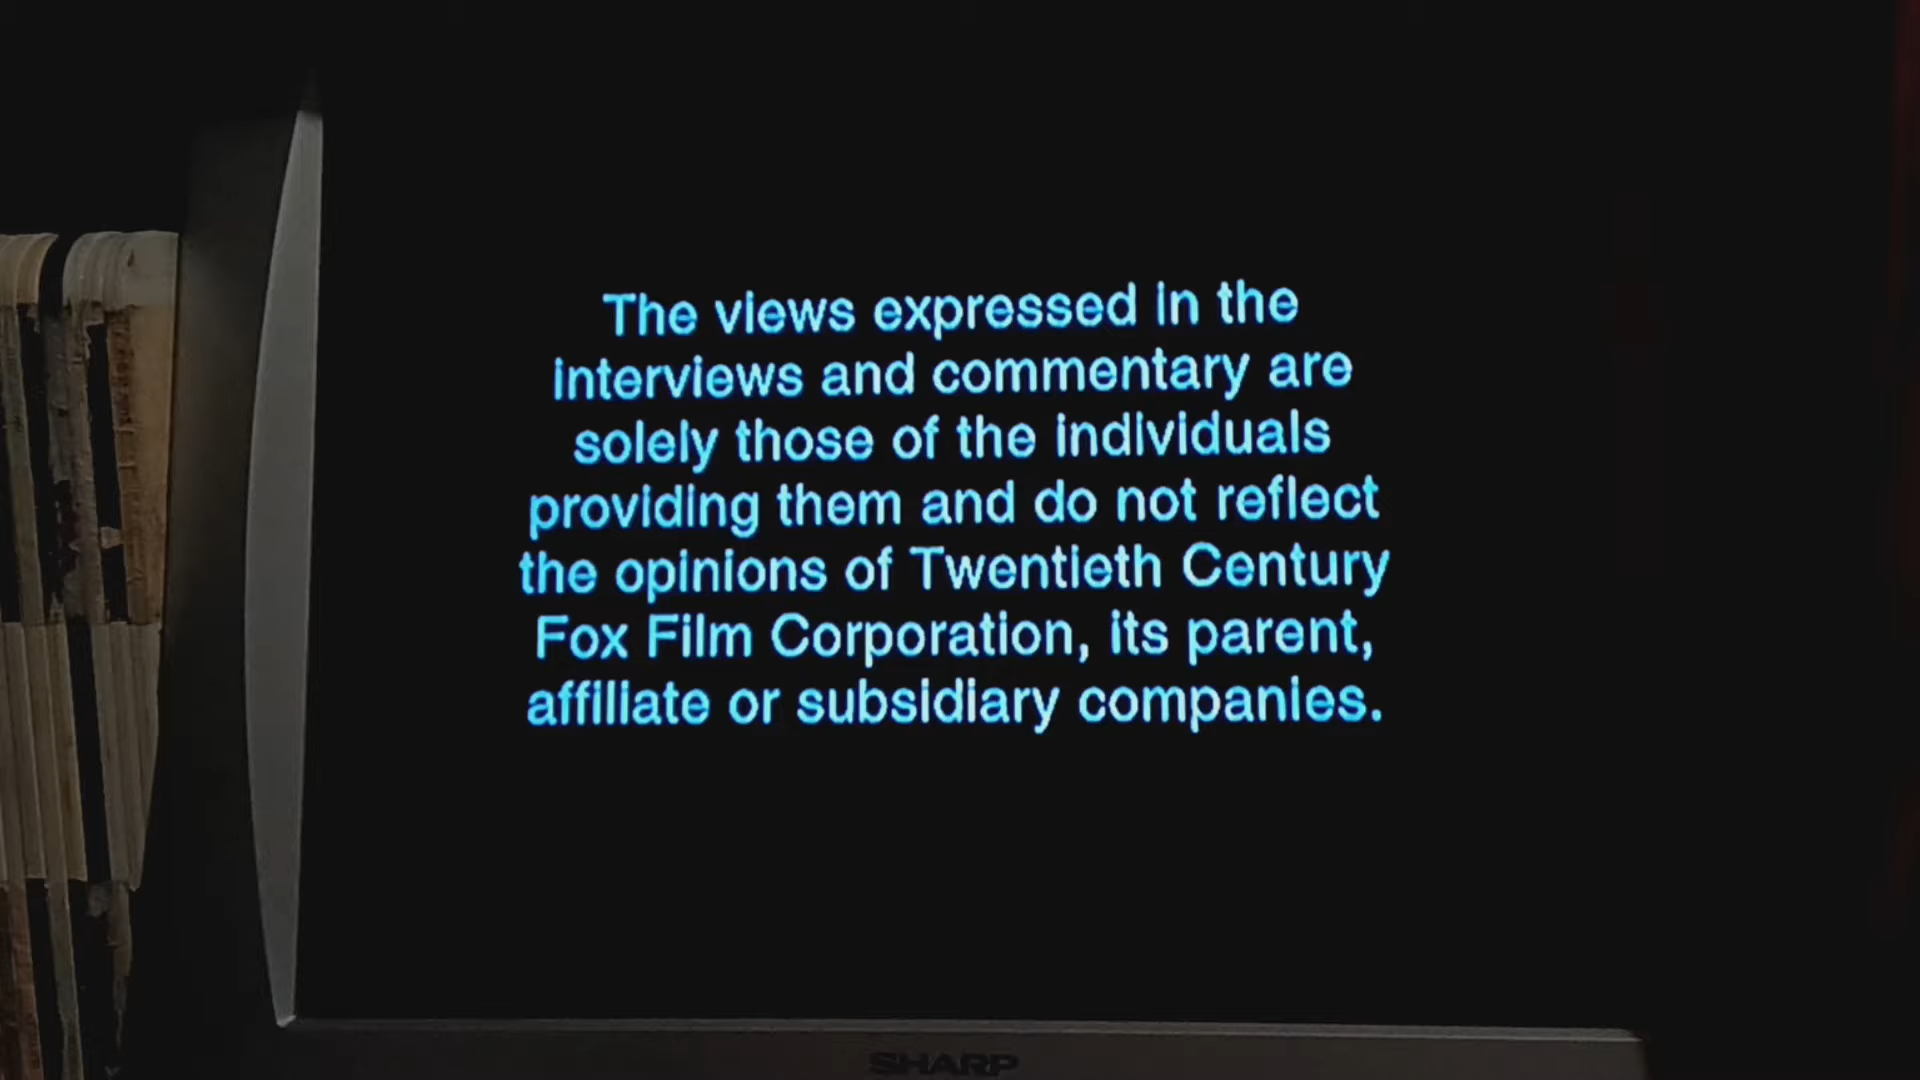 The views expressed in the
interviews and commentary are
solely those of the individuals
providing them and do not reflect
the opinions of Twentieth Century
Fox Film Corporation, its parent,
affiliate or subsidiary companies.
SHARP